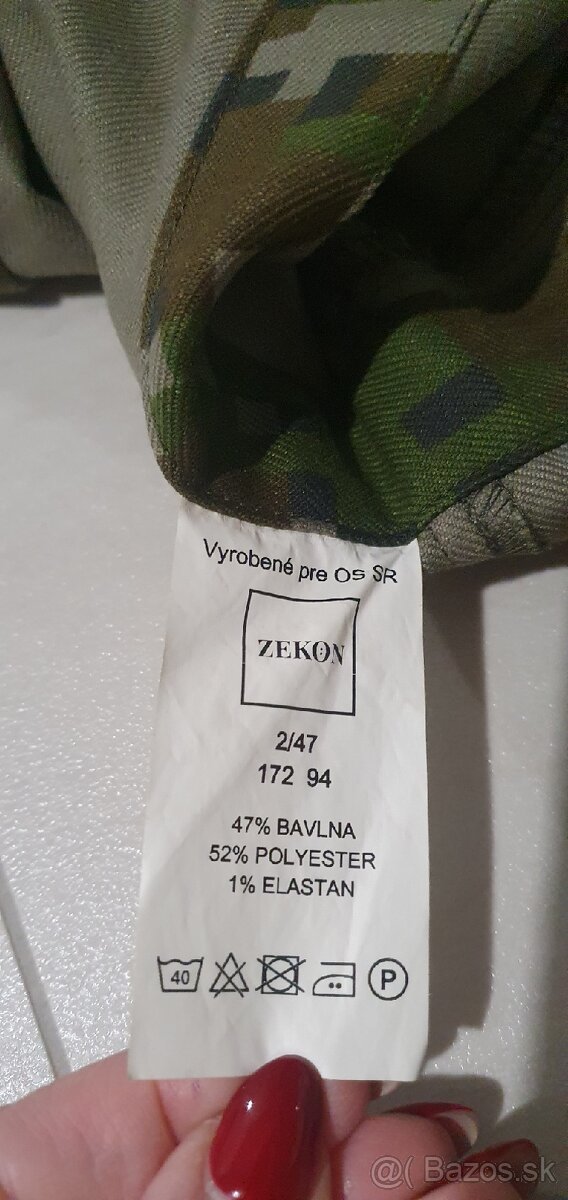 Vyrobené pre OS SR
ZEKON
2/47
172 94
47% BAVLNA
52% POLYESTER
1% ELASTAN
40
P
@( Bazos.sk